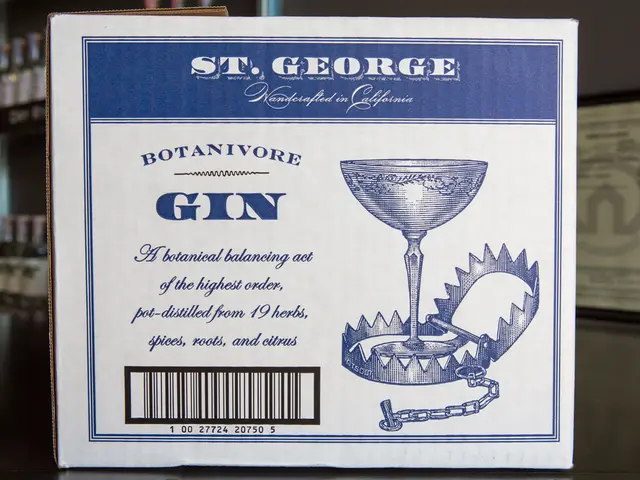 ST. GEORGE
Handcrafted in California
BOTANIVORE
GIN
A botanical balancing act
of the highest order,
pot-distilled from 19 herbs,
spices, roots, and citrus
1 00 27724 20750 5